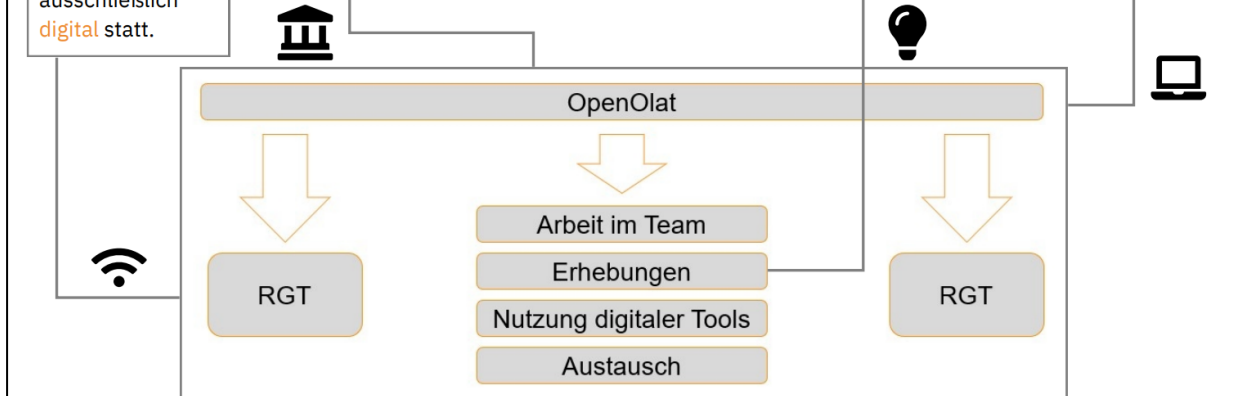 ausschließlich
digital statt.
OpenOlat
Arbeit im Team
Erhebungen
RGT
RGT
Nutzung digitaler Tools
Austausch